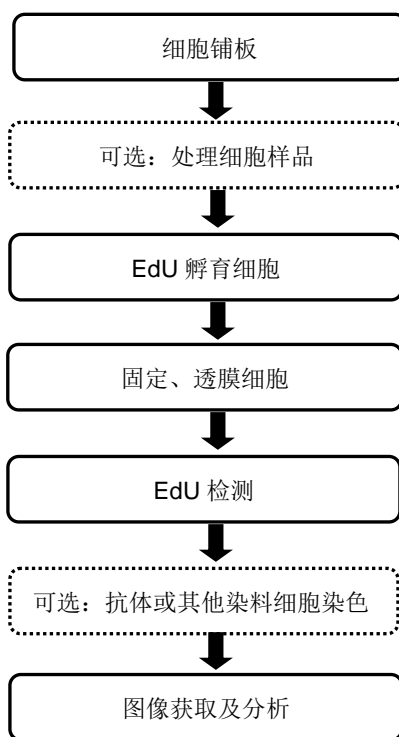 细胞铺板
可选：处理细胞样品
EdU 孵育细胞
固定、透膜细胞
EdU 检测
可选：抗体或其他染料细胞染色
图像获取及分析